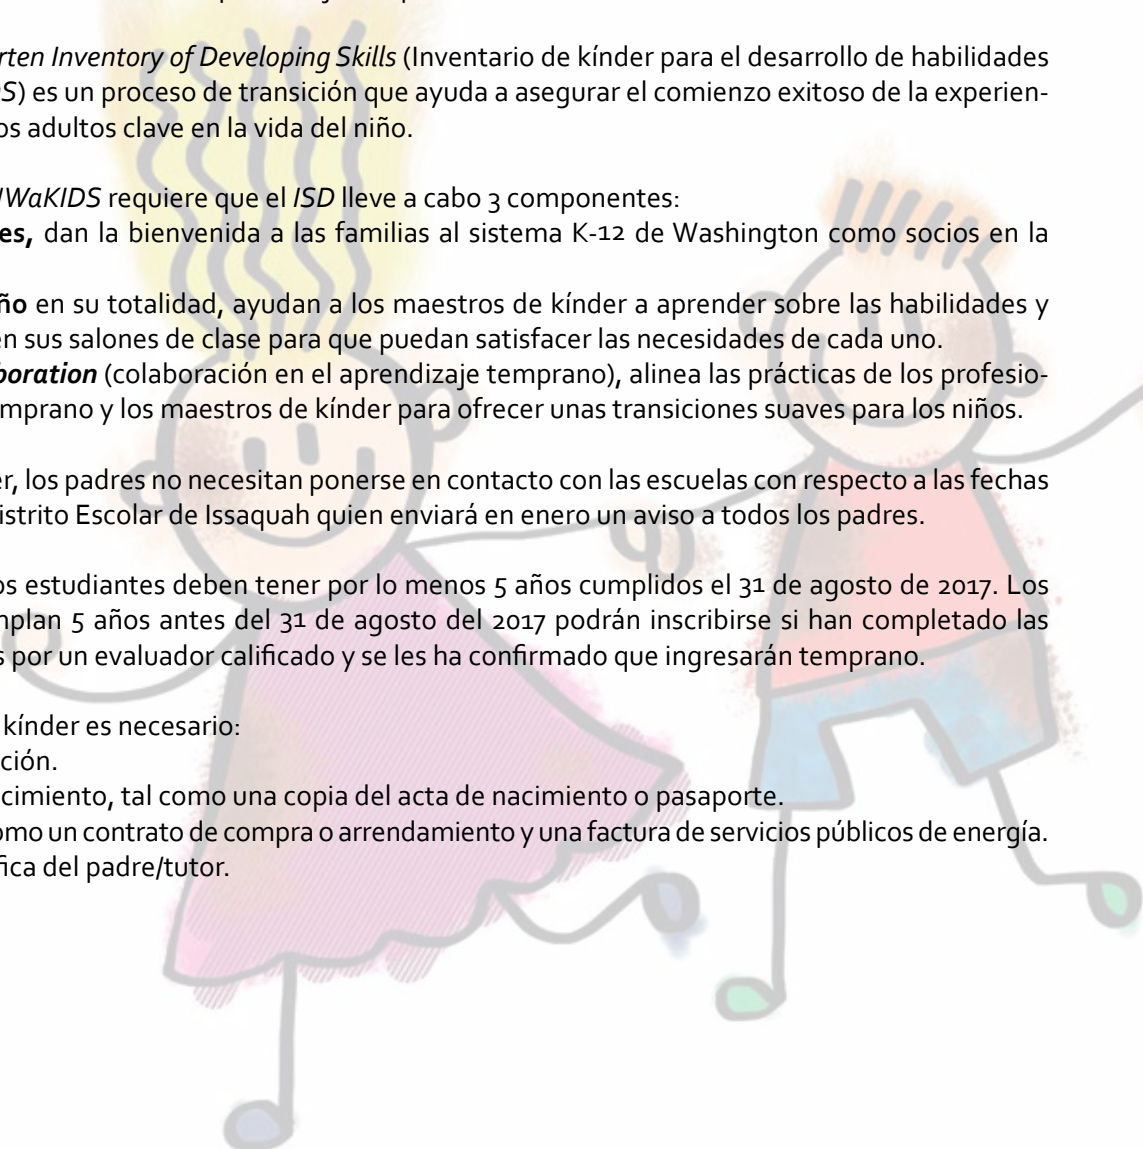 rten Inventory of Developing Skills (Inventario de kínder para el desarrollo de habilidades
S) es un proceso de transición que ayuda a asegurar el comienzo exitoso de la experien-
os adultos clave en la vida del niño.
WaKIDS requiere que el ISD lleve a cabo 3 componentes:
es, dan la bienvenida a las familias al sistema K-12 de Washington como socios en la
ño en su totalidad, ayudan a los maestros de kínder a aprender sobre las habilidades y
en sus salones de clase para que puedan satisfacer las necesidades de cada uno.
boration (colaboración en el aprendizaje temprano), alinea las prácticas de los profesio-
mprano y los maestros de kínder para ofrecer unas transiciones suaves para los niños.
er, los padres no necesitan ponerse en contacto con las escuelas con respecto a las fechas
istrito Escolar de Issaquah quien enviará en enero un aviso a todos los padres.
os estudiantes deben tener por lo menos 5 años cumplidos el 31 de agosto de 2017. Los
mplan 5 años antes del 31 de agosto del 2017 podrán inscribirse si han completado las
s por un evaluador calificado y se les ha confirmado que ingresarán temprano.
kínder es necesario:
ción.
cimiento, tal como una copia del acta de nacimiento o pasaporte.
omo un contrato de compra o arrendamiento y una factura de servicios públicos de energía.
fica del padre/tutor.